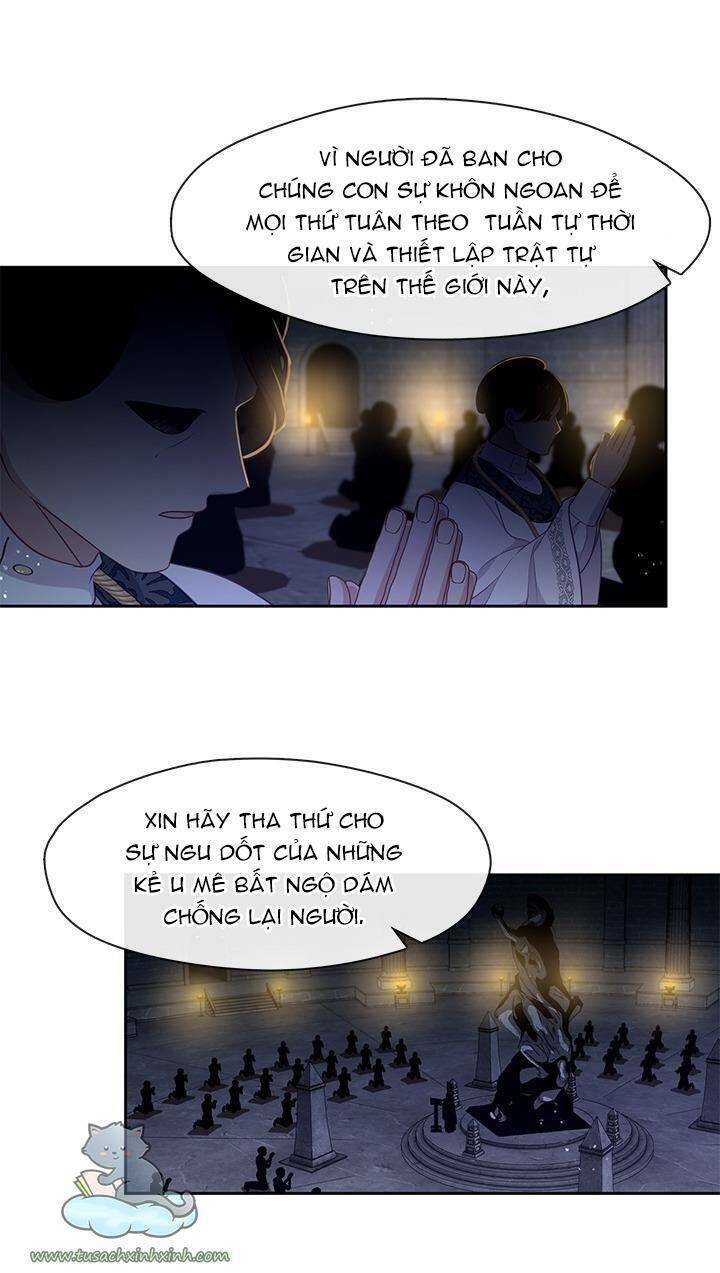 VÌ NGƯỜI ĐÃ BAN CHO
CHÚNG CON SỰ KHÔN NGOAN ĐỂ
MỌI THỨ TUÂN THEO TUẦN TỰ THỜI
GIAN VÀ THIẾT LẬP TRẬT TỰ
TRÊN THẾ GIỚI NÀY,
XIN HÃY THA THỨ CHO
SỰ NGU DỐT CỦA NHỮNG
KẺ U MÊ BẤT NGỘ DÁM
CHỐNG LẠI NGƯỜI.
www.tusachxinhxinh.com